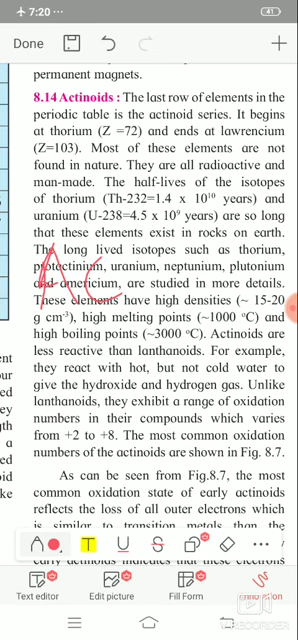 7:20 ...
41
Done
permanent magnets.
8.14 Actinoids : The last row of elements in the
periodic table is the actinoid series. It begins
at thorium (Z =72) and ends at lawrencium
(Z=103). Most of these elements are not
found in nature. They are all radioactive and
man-made. The half-lives of the isotopes
of thorium (Th-232=1.4 x 10¹⁰ years) and
uranium (U-238=4.5 x 10⁹ years) are so long
that these elements exist in rocks on earth.
The long lived isotopes such as thorium,
protectinium, uranium, neptunium, plutonium
and americium, are studied in more details.
These elements have high densities (~ 15-20
g cm⁻³), high melting points (~1000 °C) and
high boiling points (~3000 °C). Actinoids are
less reactive than lanthanoids. For example,
they react with hot, but not cold water to
give the hydroxide and hydrogen gas. Unlike
lanthanoids, they exhibit a range of oxidation
numbers in their compounds which varies
from +2 to +8. The most common oxidation
numbers of the actinoids are shown in Fig. 8.7.
As can be seen from Fig.8.7, the most
common oxidation state of early actinoids
reflects the loss of all outer electrons which
is similar to transition metals than the
early actinoids indicates that these electrons
Ac
Text editor
Edit picture
Fill Form
RECORDER